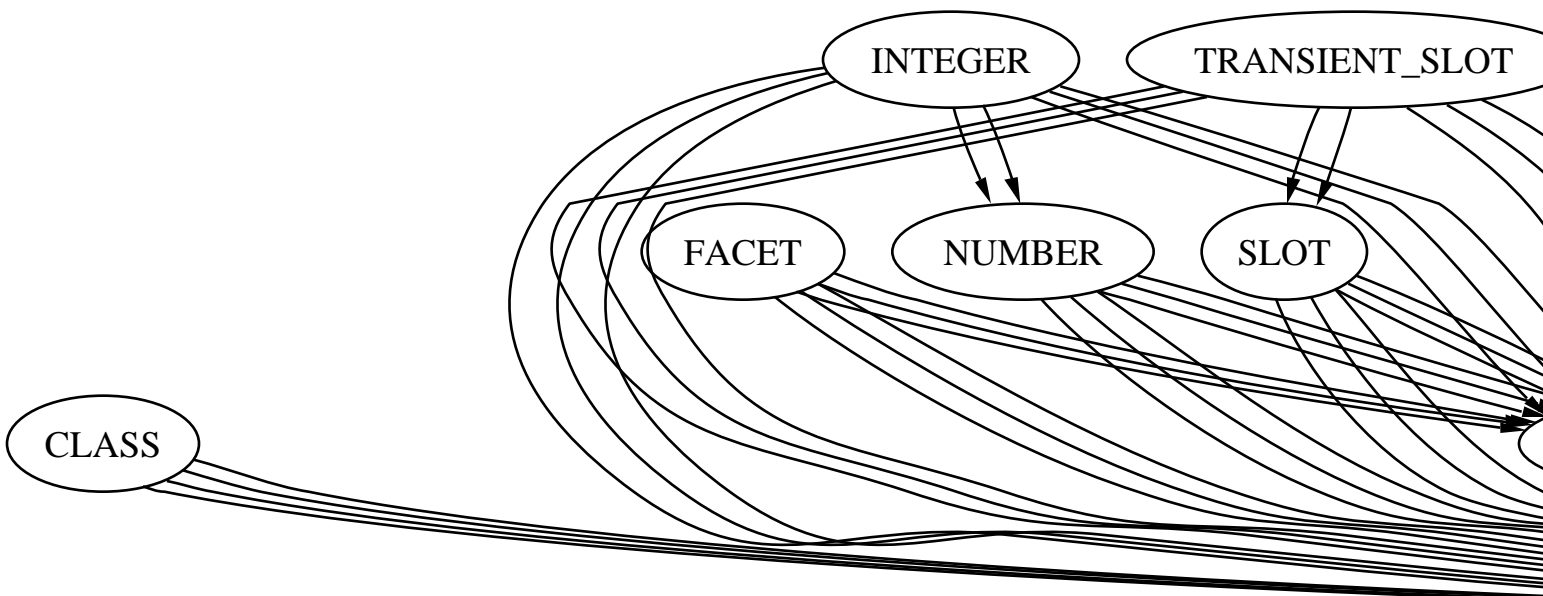 INTEGER
TRANSIENT_SLOT
FACET
NUMBER
SLOT
CLASS